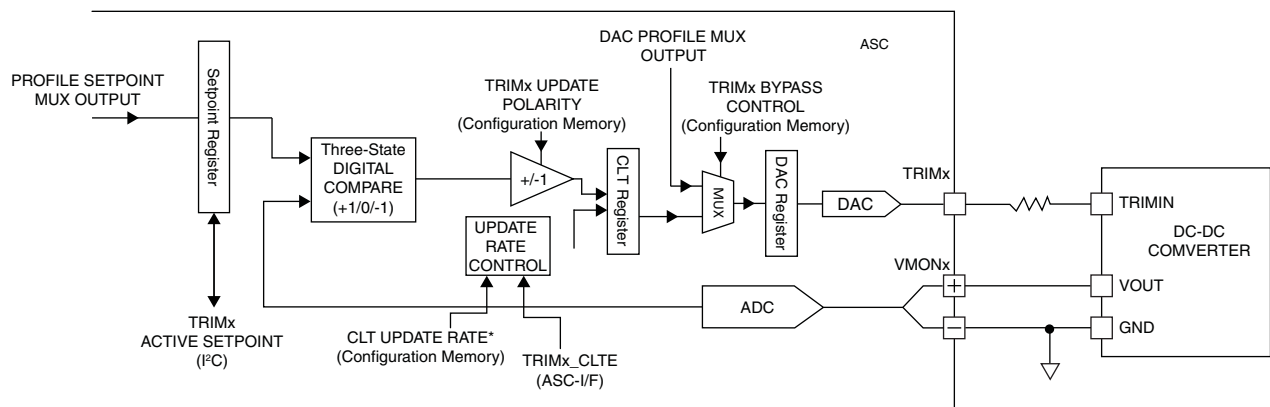 DAC PROFILE MUX
OUTPUT
ASC
PROFILE SETPOINT
MUX OUTPUT
Setpoint Register
TRIMx UPDATE
POLARITY
(Configuration Memory)
TRIMx BYPASS
CONTROL
(Configuration Memory)
Three-State
DIGITAL
COMPARE
(+1/0/-1)
+/-1
CLT Register
MUX
DAC Register
DAC
TRIMx
TRIMIN
DC-DC
COMVERTER
UPDATE
RATE
CONTROL
VMONx
+
VOUT
ADC
−
GND
TRIMx
ACTIVE SETPOINT
(I²C)
CLT UPDATE RATE*
(Configuration Memory)
TRIMx_CLTE
(ASC-I/F)